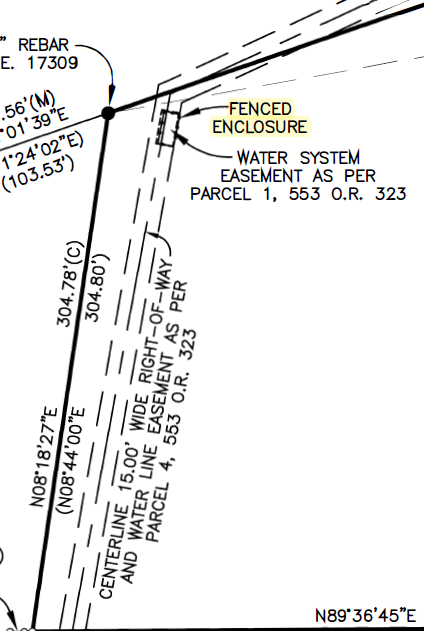 " REBAR
E. 17309
.56'(M)
°01'39"E
1°24'02"E)
(103.53')
FENCED
ENCLOSURE
WATER SYSTEM
EASEMENT AS PER
PARCEL 1, 553 O.R. 323
304.78'(C)
304.80')
N08°18'27"E
(N08°44'00"E
CENTERLINE 15.00' WIDE RIGHT-OF-WAY
AND WATER LINE EASEMENT AS PER
PARCEL 4, 553 O.R. 323
N89°36'45"E